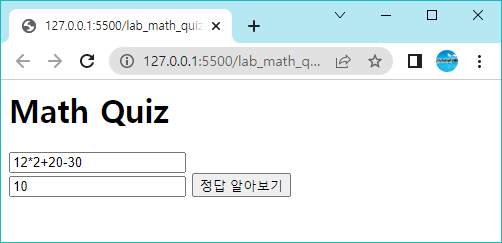 127.0.0.1:5500/lab_math_quiz
127.0.0.1:5500/lab_math_q...
Math Quiz
12*2+20-30
10 정답 알아보기